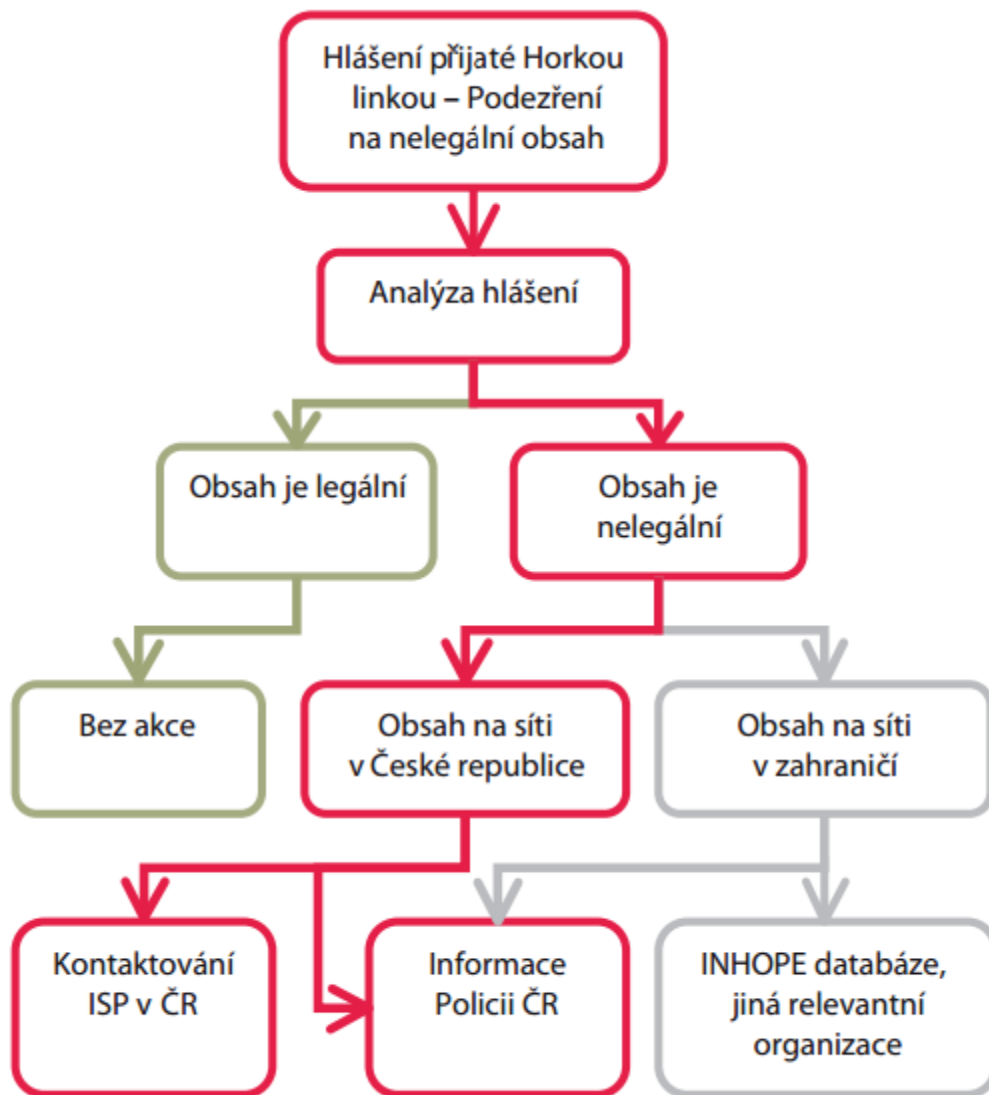 Hlášení přijaté Horkou
linkou – Podezření
na nelegální obsah
Analýza hlášení
Obsah je legální
Obsah je
nelegální
Bez akce
Obsah na síti
v České republice
Obsah na síti
v zahraničí
Kontaktování
ISP v ČR
Informace
Policii ČR
INHOPE databáze,
jiná relevantní
organizace